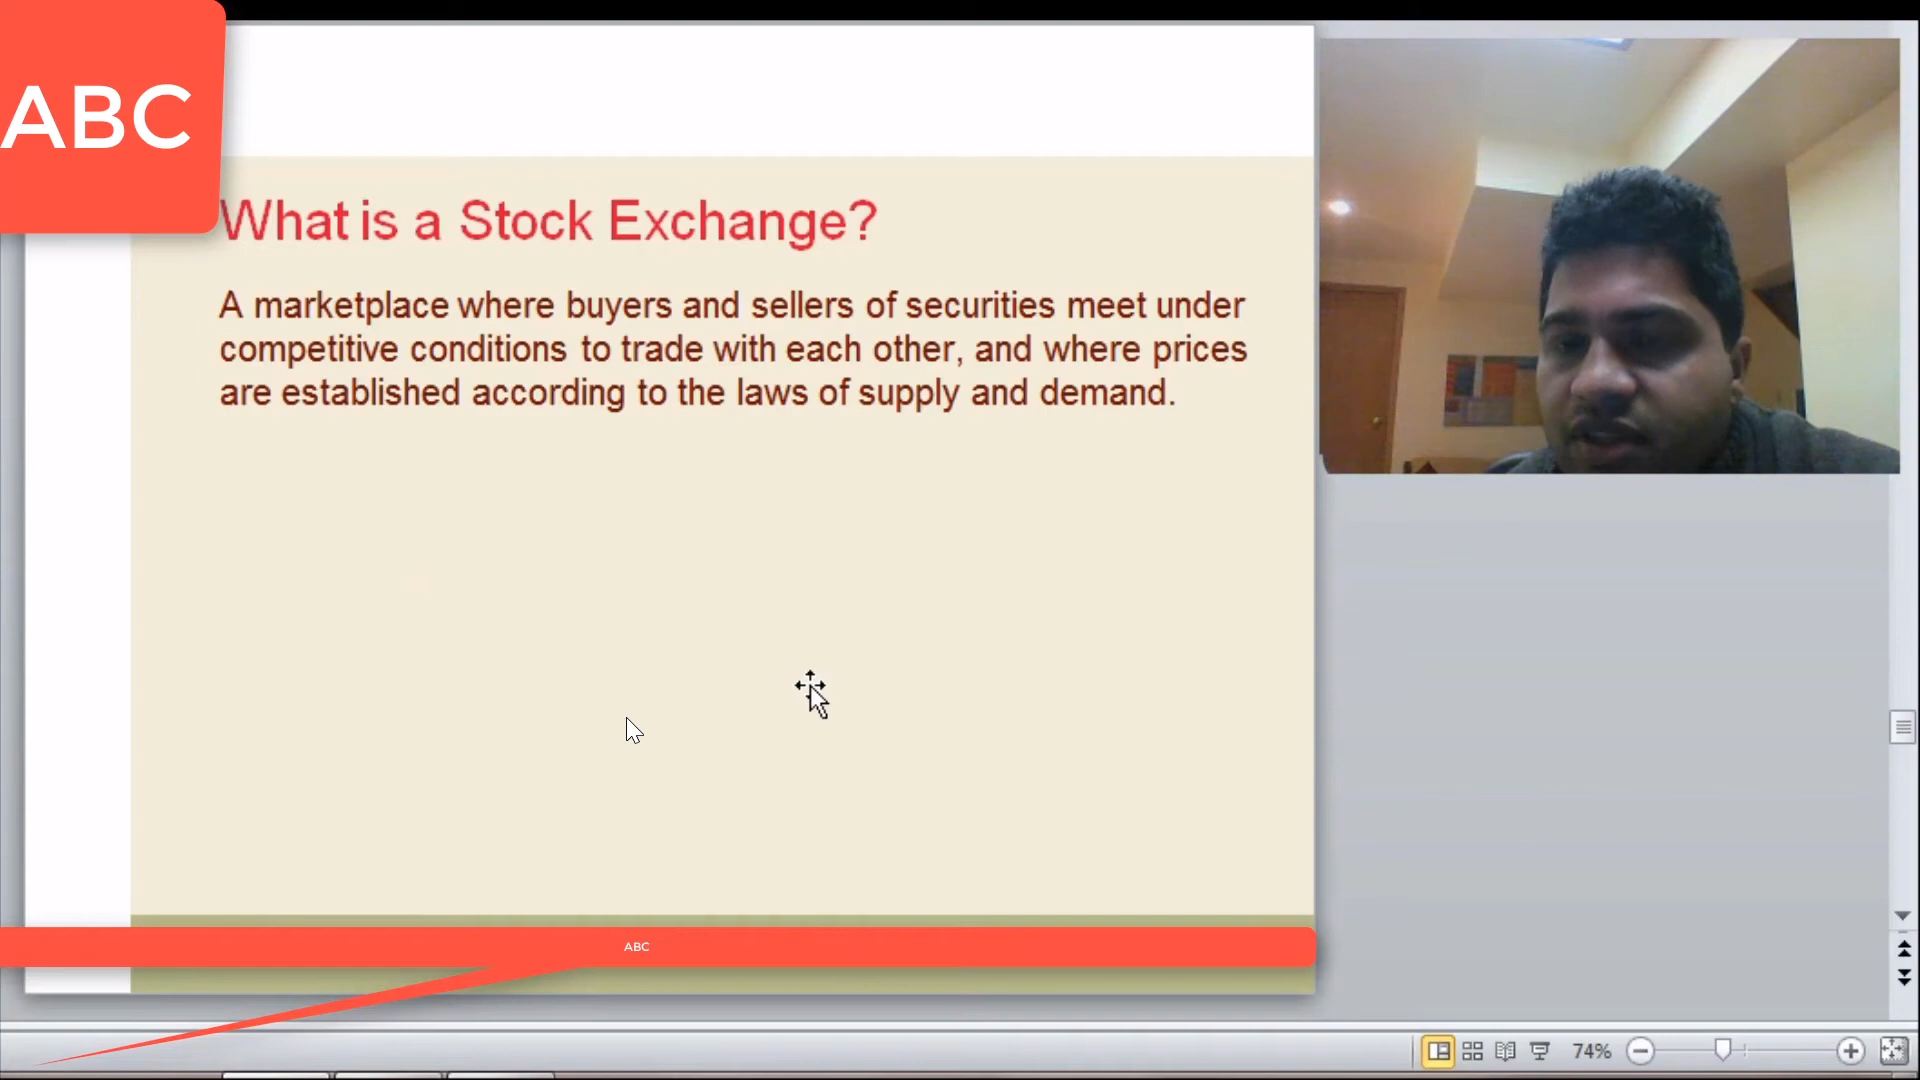 ABC
What is a Stock Exchange?
A marketplace where buyers and sellers of securities meet under
competitive conditions to trade with each other, and where prices
are established according to the laws of supply and demand.
ABC
74%